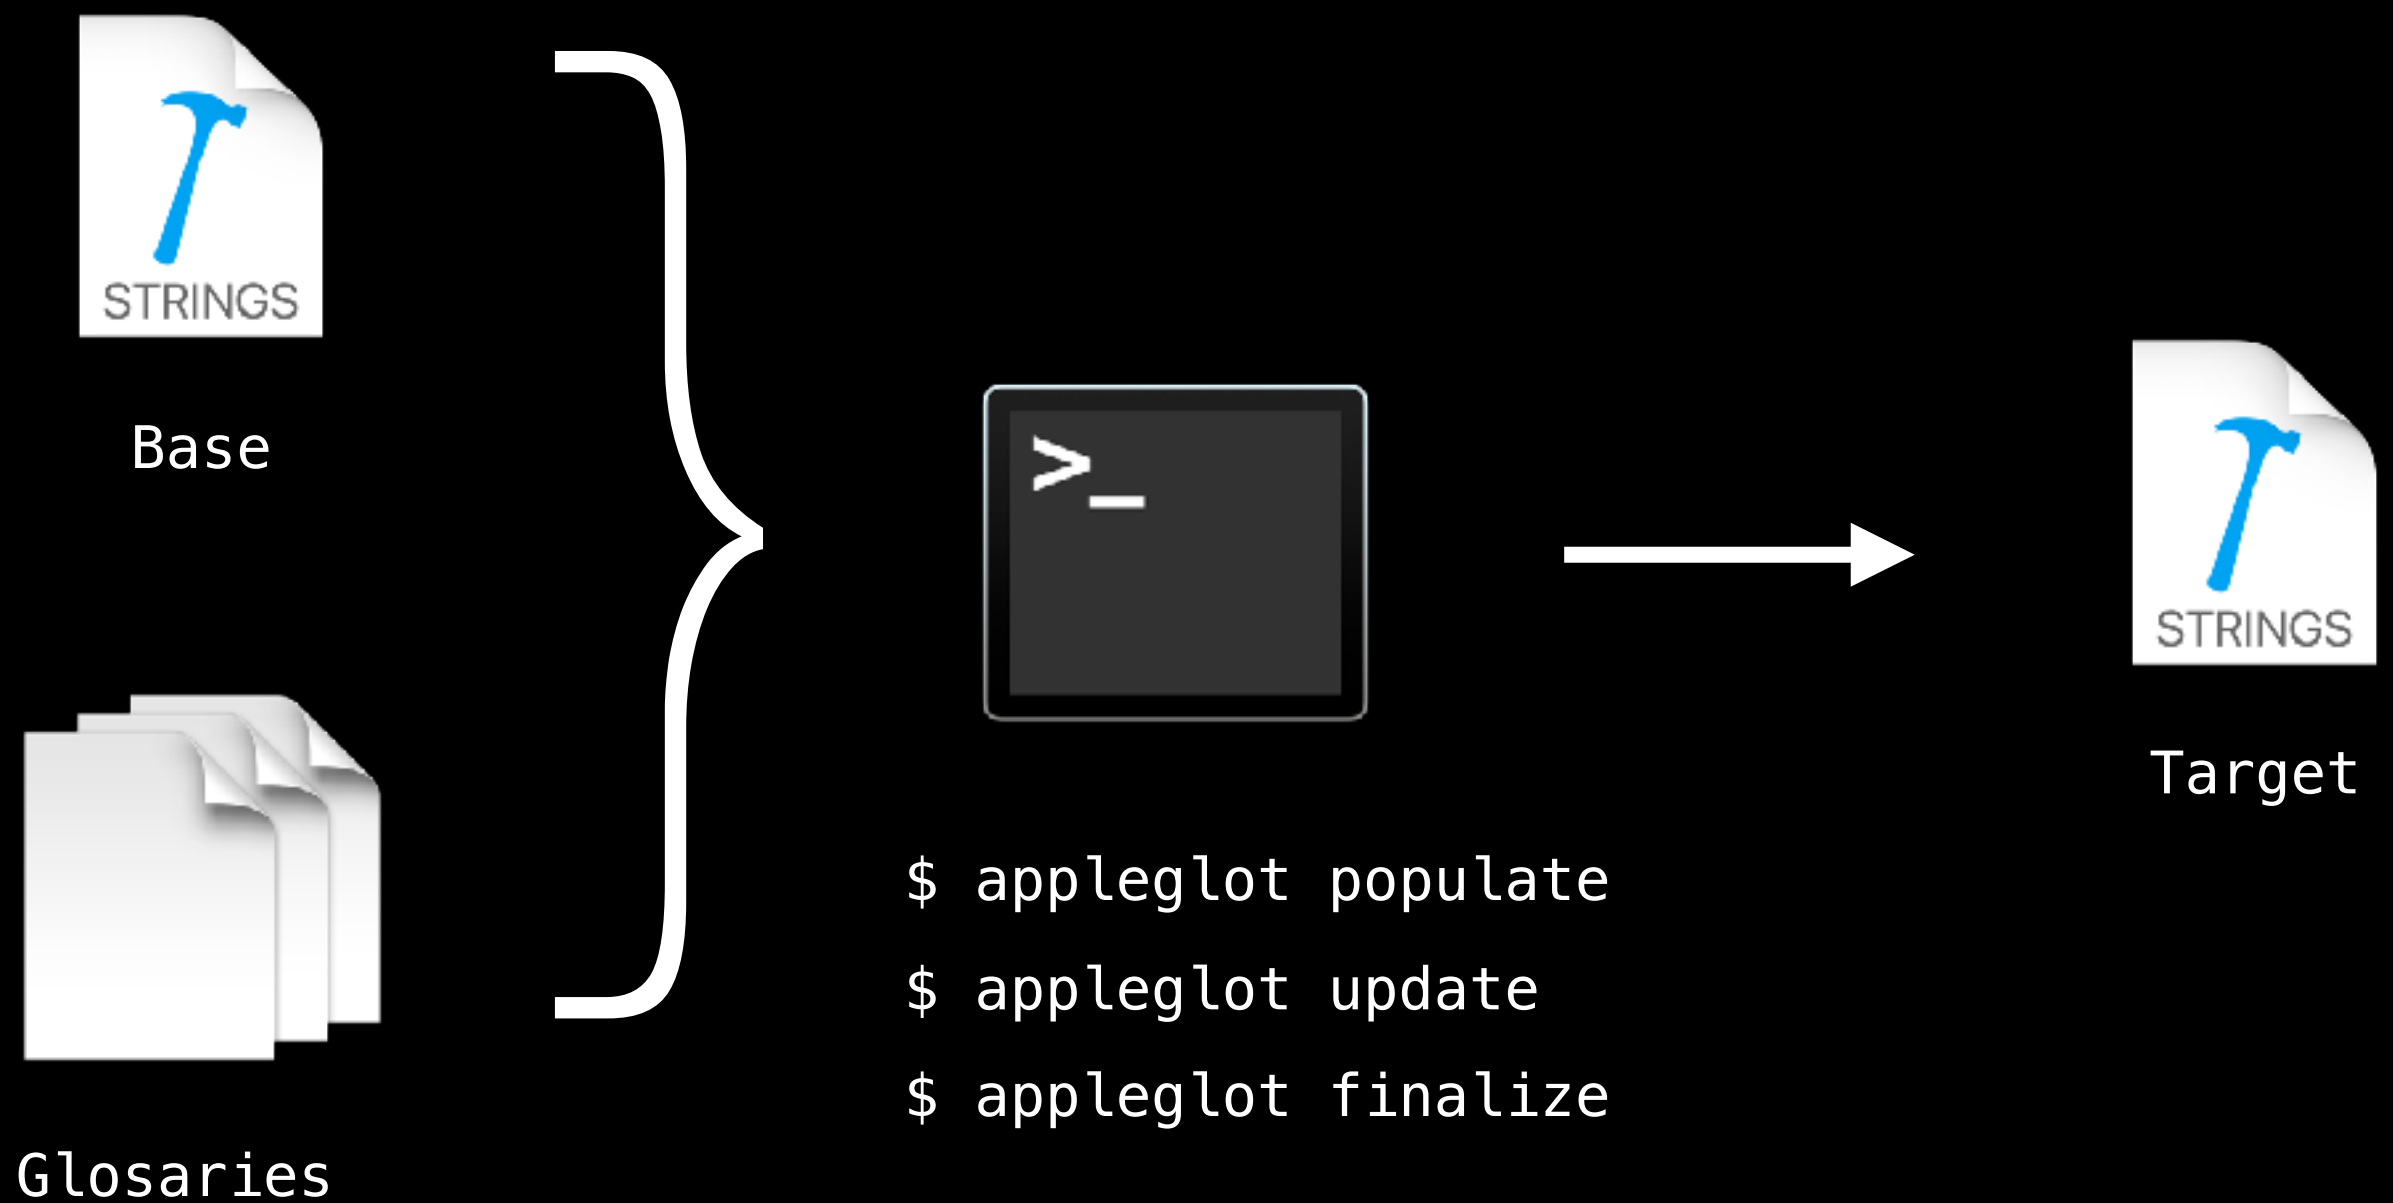 STRINGS
Base
Glosaries
>_
$ appleglot populate
$ appleglot update
$ appleglot finalize
STRINGS
Target